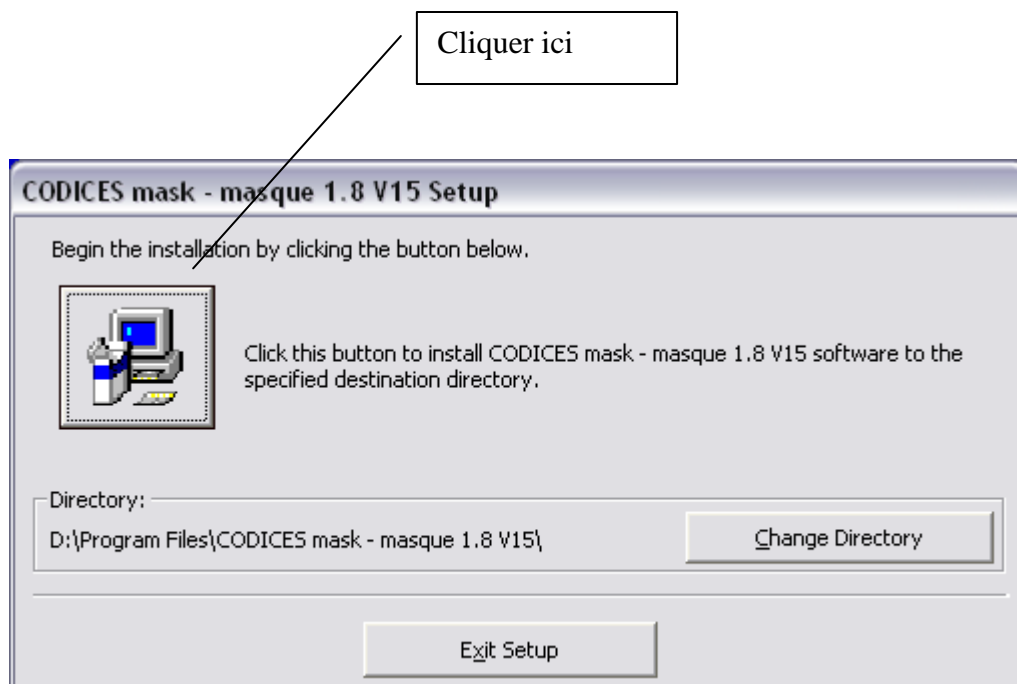 Cliquer ici
CODICES mask - masque 1.8 V15 Setup
Begin the installation by clicking the button below.
Click this button to install CODICES mask - masque 1.8 V15 software to the
specified destination directory.
Directory:
D:\Program Files\CODICES mask - masque 1.8 V15\
Change Directory
Exit Setup